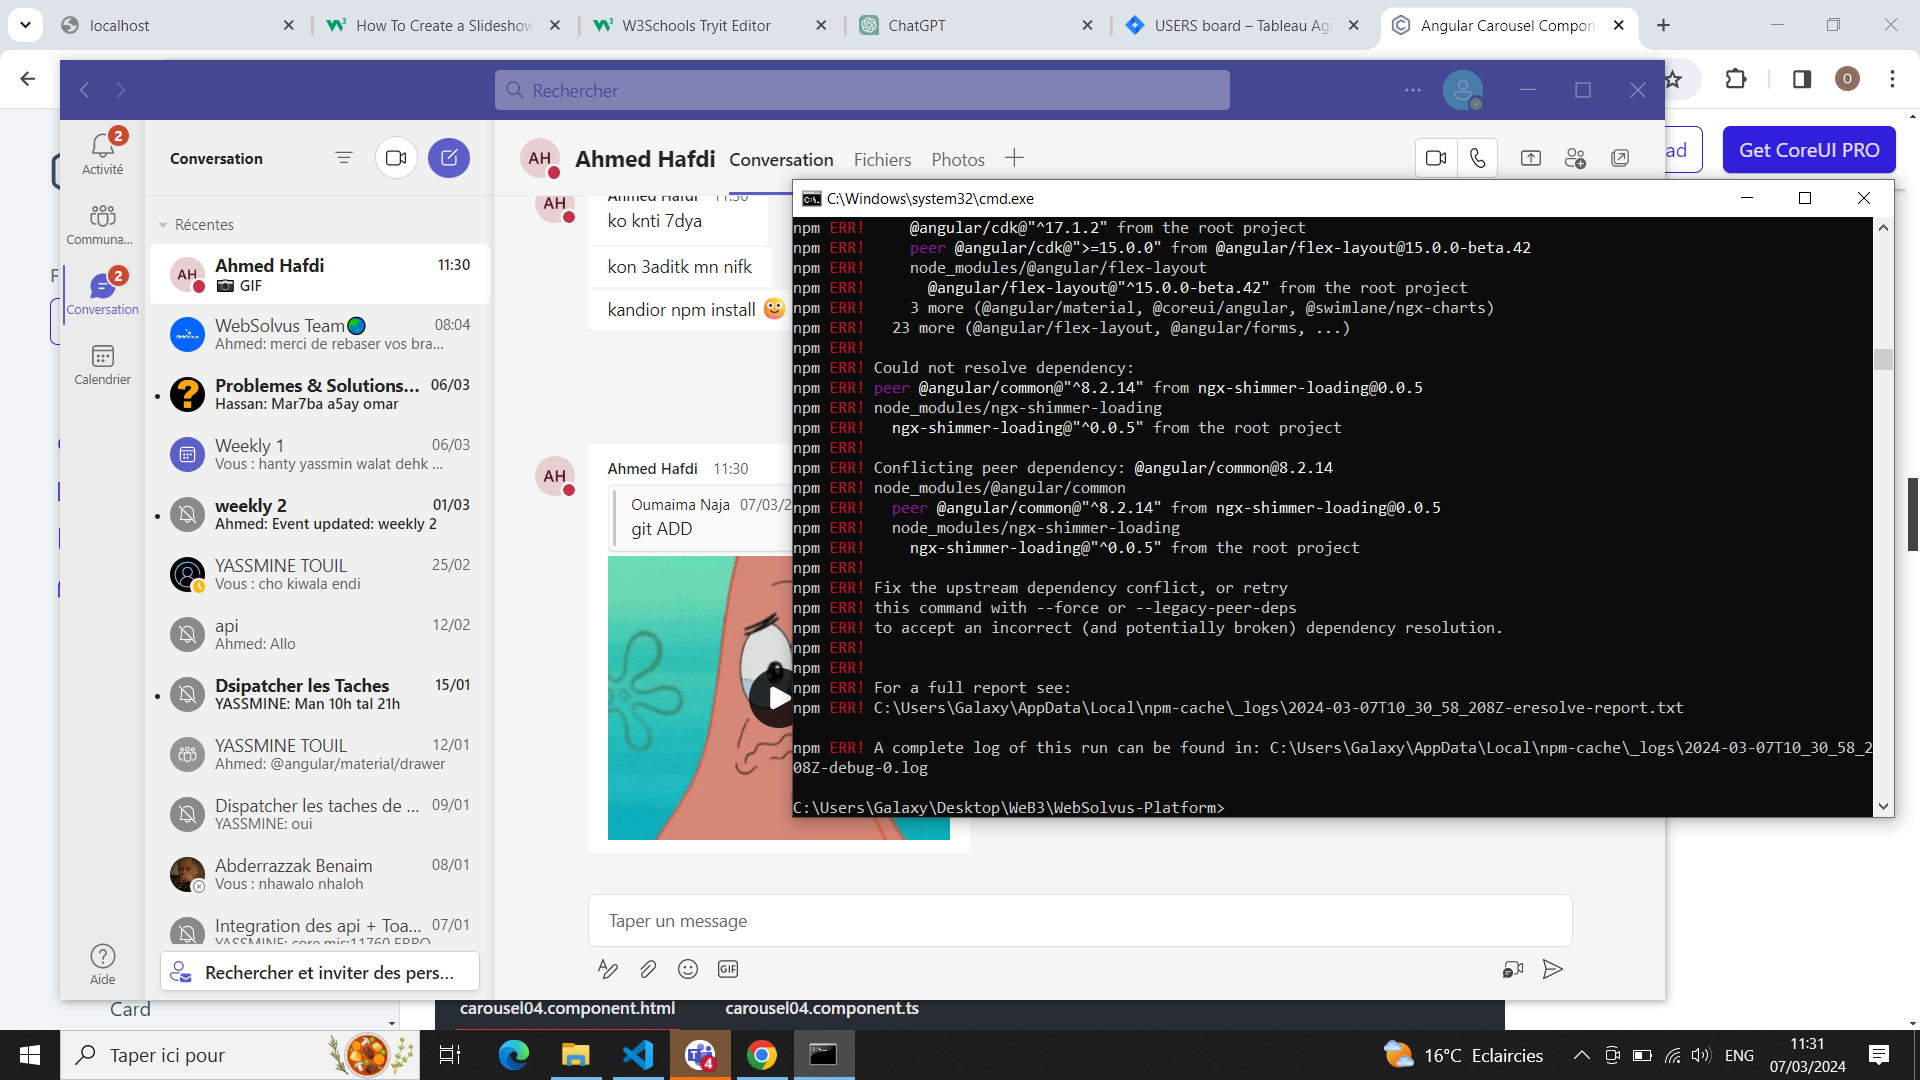 localhost
How To Create a Slideshow
W3Schools Tryit Editor
ChatGPT
USERS board – Tableau Agi
Angular Carousel Compon
Rechercher
O
ad
Get CoreUI PRO
2
Activité
Communa...
2
Conversation
Calendrier
Aide
Conversation
Récentes
AH
Ahmed Hafdi
11:30
GIF
WebSolvus Team
08:04
Ahmed: merci de rebaser vos bra...
Problemes & Solutions...
06/03
Hassan: Mar7ba a5ay omar
Weekly 1
06/03
Vous : hanty yassmin walat dehk ...
weekly 2
01/03
Ahmed: Event updated: weekly 2
YASSMINE TOUIL
25/02
Vous : cho kiwala endi
api
12/02
Ahmed: Allo
Dsipatcher les Taches
15/01
YASSMINE: Man 10h tal 21h
YASSMINE TOUIL
12/01
Ahmed: @angular/material/drawer
Dispatcher les taches de ...
09/01
YASSMINE: oui
Abderrazzak Benaim
08/01
Vous : nhawalo nhaloh
Integration des api + Toa...
07/01
Rechercher et inviter des pers...
AH
Ahmed Hafdi
Conversation
Fichiers
Photos
AH
Ahmed Hafdi 11:30
ko knti 7dya
kon 3aditk mn nifk
kandior npm install
AH
Ahmed Hafdi 11:30
Oumaima Naja 07/03/2
git ADD
Taper un message
GIF
C:\Windows\system32\cmd.exe
npm ERR! @angular/cdk@"^17.1.2" from the root project
npm ERR! peer @angular/cdk@">=15.0.0" from @angular/flex-layout@15.0.0-beta.42
npm ERR! node_modules/@angular/flex-layout
npm ERR! @angular/flex-layout@"^15.0.0-beta.42" from the root project
npm ERR! 3 more (@angular/material, @coreui/angular, @swimlane/ngx-charts)
npm ERR! 23 more (@angular/flex-layout, @angular/forms, ...)
npm ERR!
npm ERR! Could not resolve dependency:
npm ERR! peer @angular/common@"^8.2.14" from ngx-shimmer-loading@0.0.5
npm ERR! node_modules/ngx-shimmer-loading
npm ERR! ngx-shimmer-loading@"^0.0.5" from the root project
npm ERR!
npm ERR! Conflicting peer dependency: @angular/common@8.2.14
npm ERR! node_modules/@angular/common
npm ERR! peer @angular/common@"^8.2.14" from ngx-shimmer-loading@0.0.5
npm ERR! node_modules/ngx-shimmer-loading
npm ERR! ngx-shimmer-loading@"^0.0.5" from the root project
npm ERR!
npm ERR! Fix the upstream dependency conflict, or retry
npm ERR! this command with --force or --legacy-peer-deps
npm ERR! to accept an incorrect (and potentially broken) dependency resolution.
npm ERR!
npm ERR!
npm ERR! For a full report see:
npm ERR! C:\Users\Galaxy\AppData\Local\npm-cache\_logs\2024-03-07T10_30_58_208Z-eresolve-report.txt
npm ERR! A complete log of this run can be found in: C:\Users\Galaxy\AppData\Local\npm-cache\_logs\2024-03-07T10_30_58_2
08Z-debug-0.log
C:\Users\Galaxy\Desktop\WeB3\WebSolvus-Platform>
Card
carousel04.component.html
carousel04.component.ts
Taper ici pour
4
16°C Eclaircies
ENG
11:31
07/03/2024